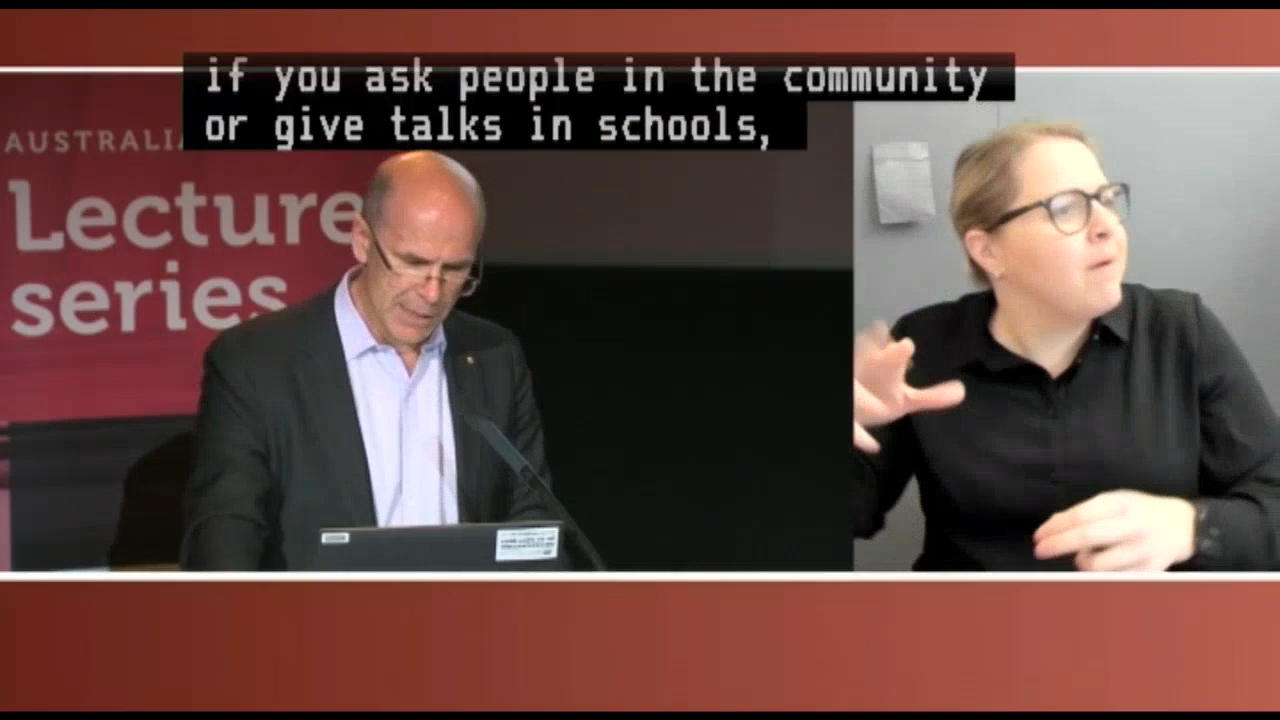 if you ask people in the community
or give talks in schools,
AUSTRALIA
Lecture
series